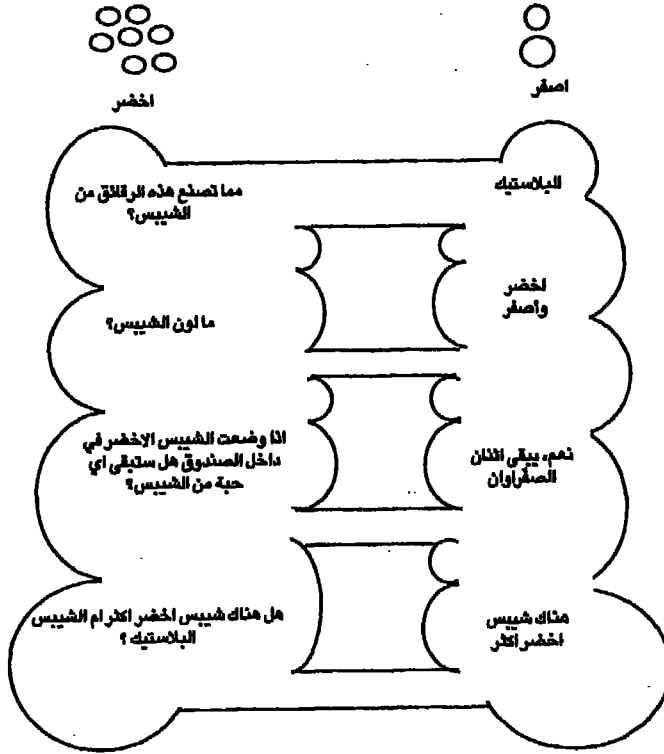 اخضر
اصفر
مما تصنع هذه الرقائق من
الشيبس؟
البلاستيك
ما لون الشيبس؟
اخضر
وأصفر
اذا وضعت الشيبس الاخضر في
داخل الصندوق هل ستبقى اي
حبة من الشيبس؟
نعم، يبقى اثنان
الصفراوان
هل هناك شيبس اخضر اكثر ام الشيبس
البلاستيك ؟
هناك شيبس
اخضر اكثر